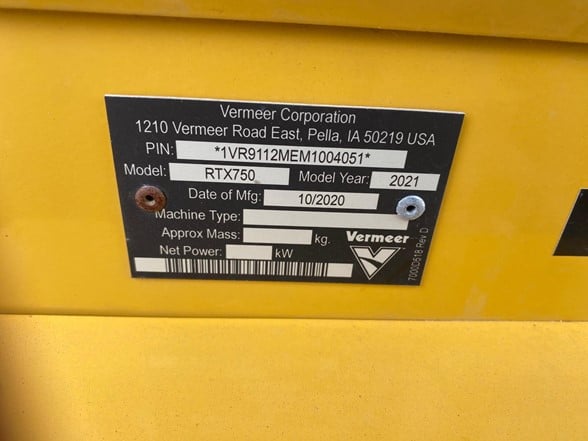 Vermeer Corporation
1210 Vermeer Road East, Pella, IA 50219 USA
PIN: *1VR9112MEM1004051*
Model: RTX750 Model Year: 2021
Date of Mfg: 10/2020
Machine Type:
Approx Mass: kg.
Net Power: kW
Vermeer
7000D518 Rev D